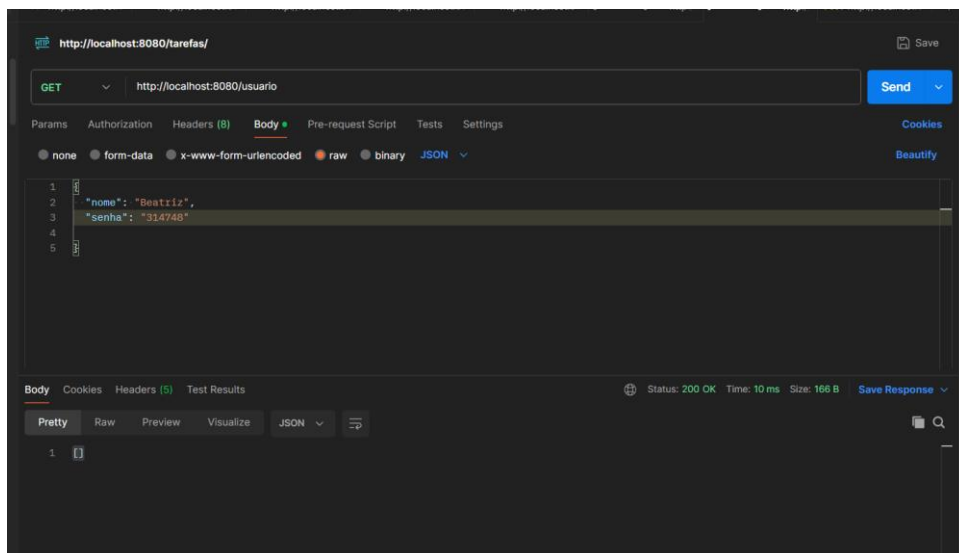 HTTP http://localhost:8080/tarefas/ Save
GET http://localhost:8080/usuario Send
Params Authorization Headers (8) Body Pre-request Script Tests Settings Cookies
none form-data x-www-form-urlencoded raw binary JSON Beautify
1 {
2 "nome": "Beatriz",
3 "senha": "314748"
4
5 }
Body Cookies Headers (5) Test Results Status: 200 OK Time: 10 ms Size: 166 B Save Response
Pretty Raw Preview Visualize JSON
1 []